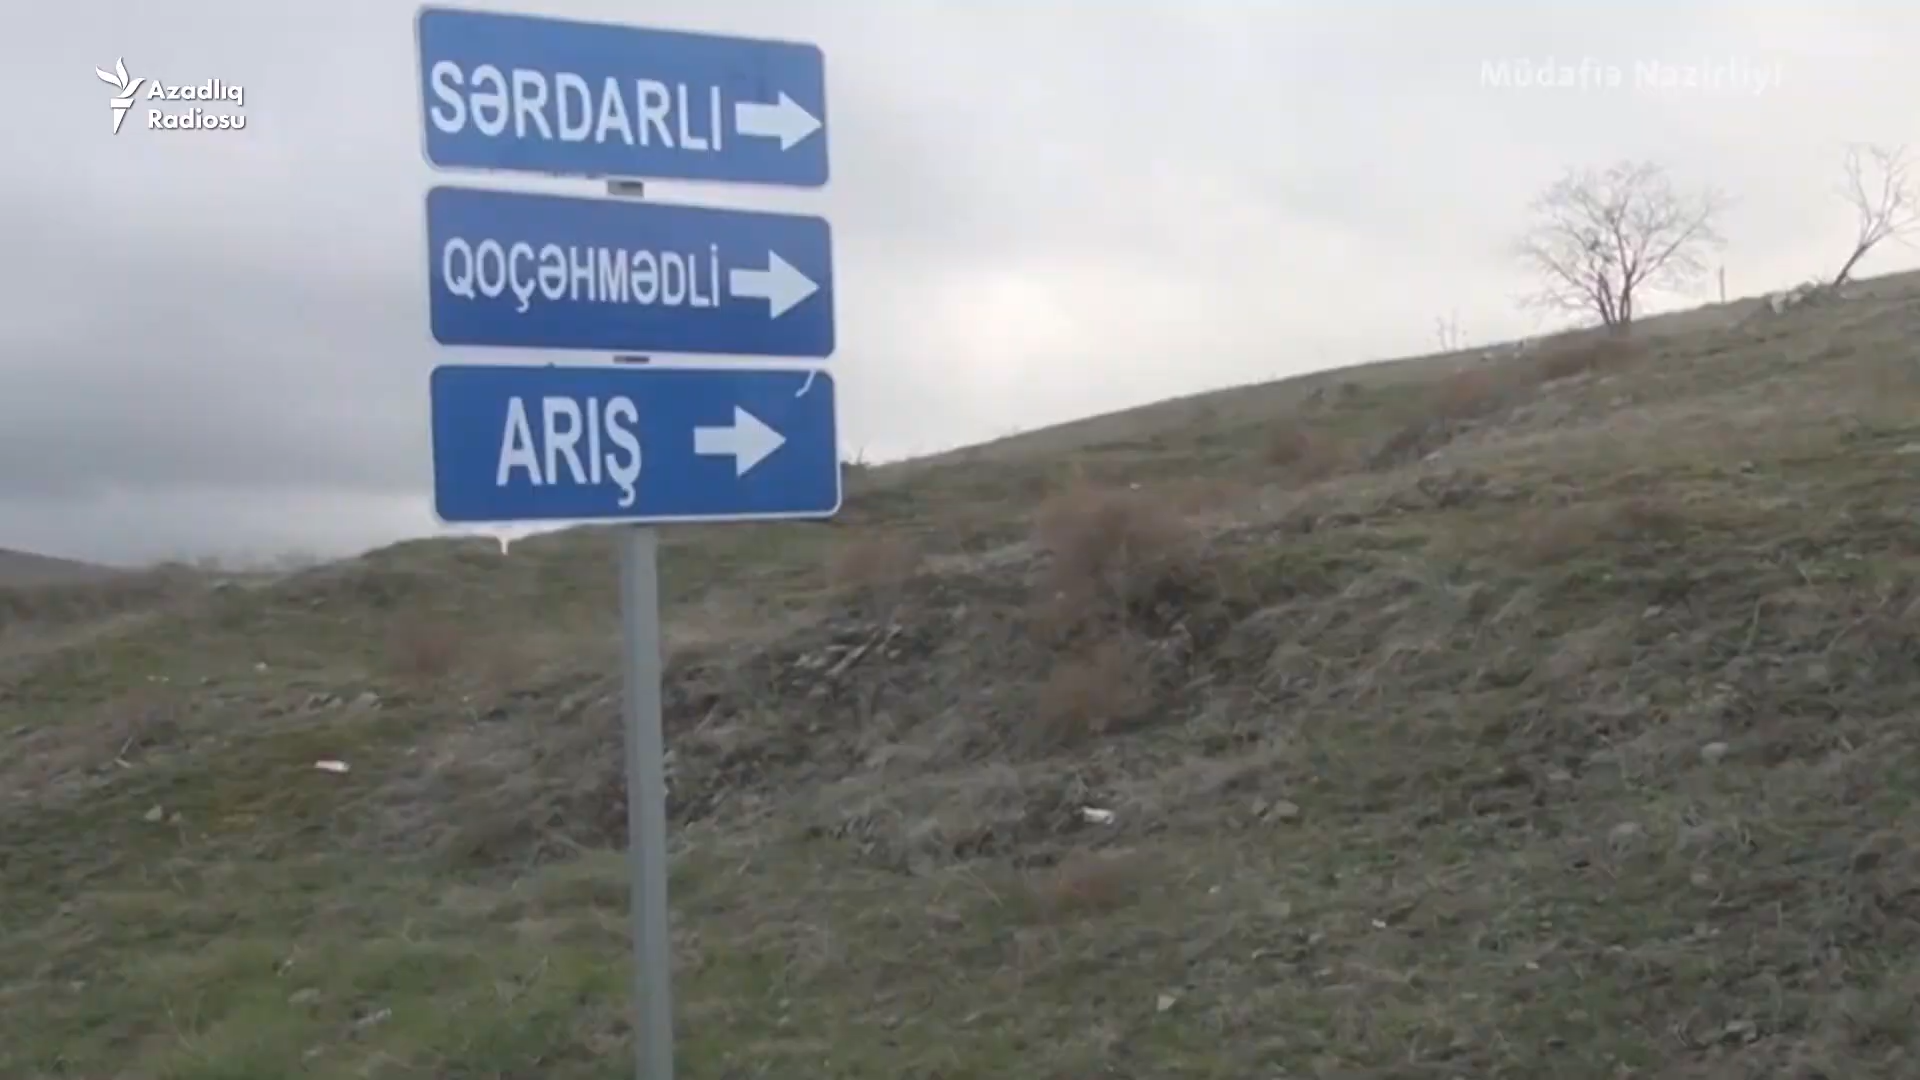 Azadlıq
Radiosu
Müdafiə Nazirliyi
SƏRDARLI
QOÇƏHMƏDLİ
ARIŞ